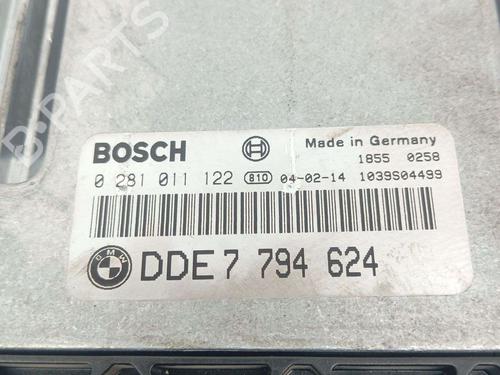 B-PARTS
BOSCH
Made in Germany
1855 0258
0 281 011 122 810 04-02-14 1039S04499
BMW
DDE 7 794 624